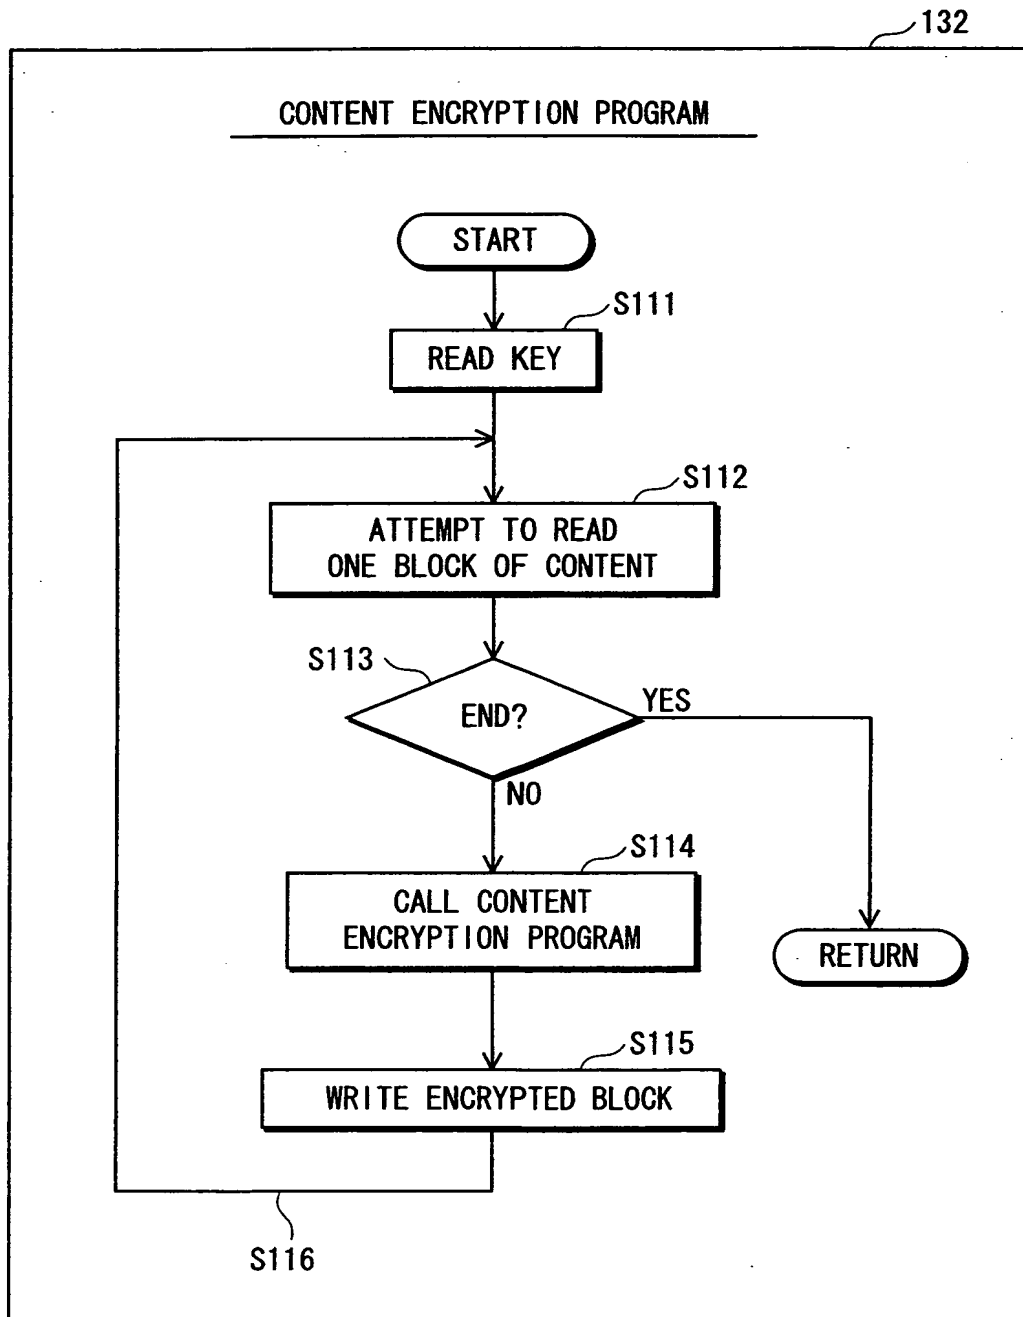 132
CONTENT ENCRYPTION PROGRAM
START
S111
READ KEY
S112
ATTEMPT TO READ
ONE BLOCK OF CONTENT
S113
END?
YES
NO
S114
CALL CONTENT
ENCRYPTION PROGRAM
RETURN
S115
WRITE ENCRYPTED BLOCK
S116